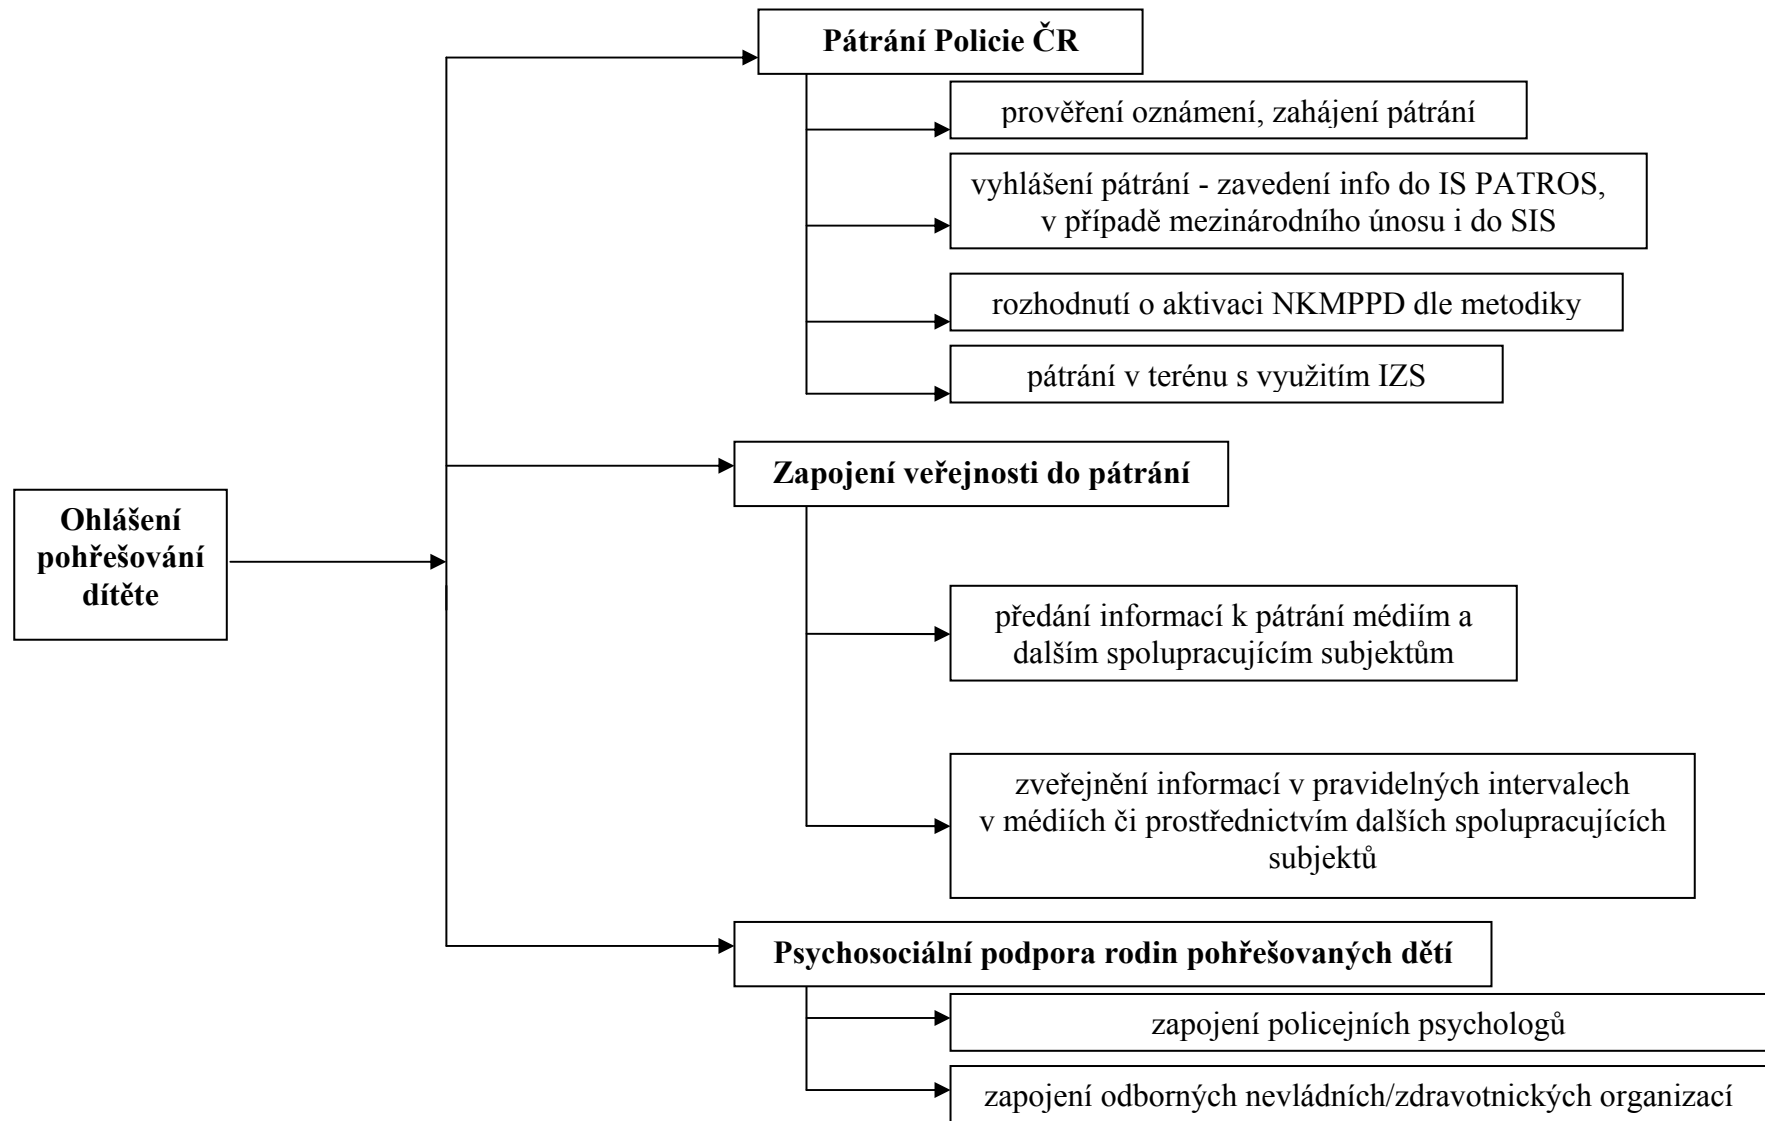 Pátrání Policie ČR
prověření oznámení, zahájení pátrání
vyhlášení pátrání - zavedení info do IS PATROS,
v případě mezinárodního únosu i do SIS
rozhodnutí o aktivaci NKMPPD dle metodiky
pátrání v terénu s využitím IZS
Zapojení veřejnosti do pátrání
Ohlášení
pohřešování
dítěte
předání informací k pátrání médiím a
dalším spolupracujícím subjektům
zveřejnění informací v pravidelných intervalech
v médiích či prostřednictvím dalších spolupracujících
subjektů
Psychosociální podpora rodin pohřešovaných dětí
zapojení policejních psychologů
zapojení odborných nevládních/zdravotnických organizací